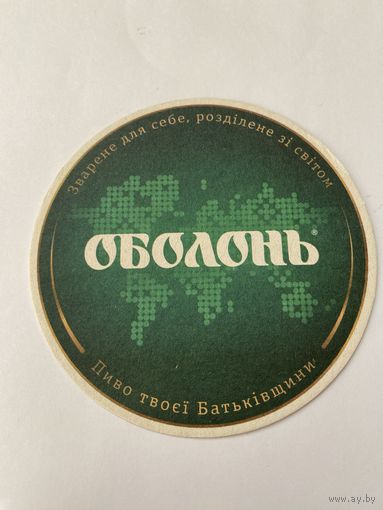 Зварене для себе, розділене зі світом
ОБОЛОНЬ®
Пиво твоєї Батьківщини
www.ay.by